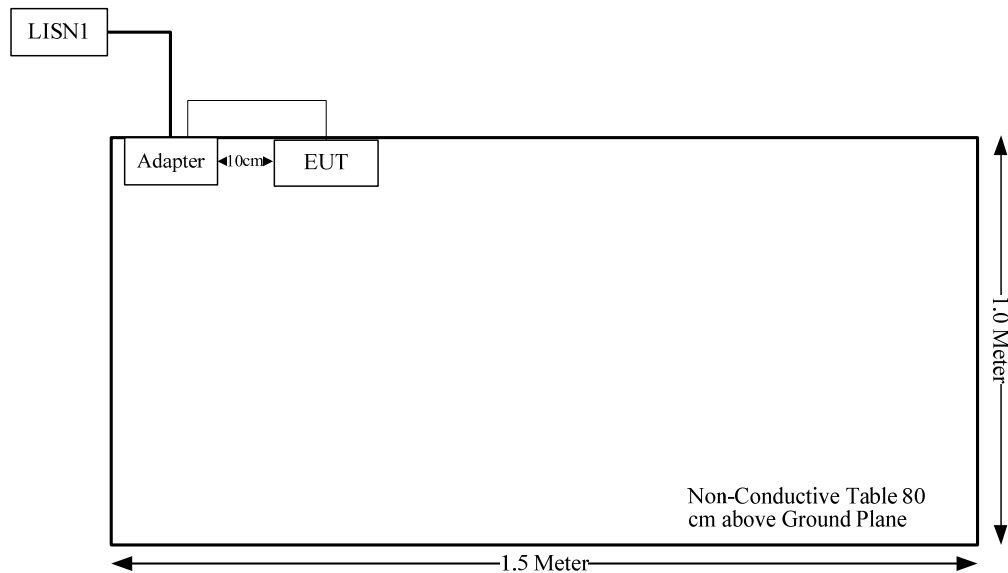 LISN1
Adapter
10cm
EUT
1.0 Meter
Non-Conductive Table 80
cm above Ground Plane
1.5 Meter